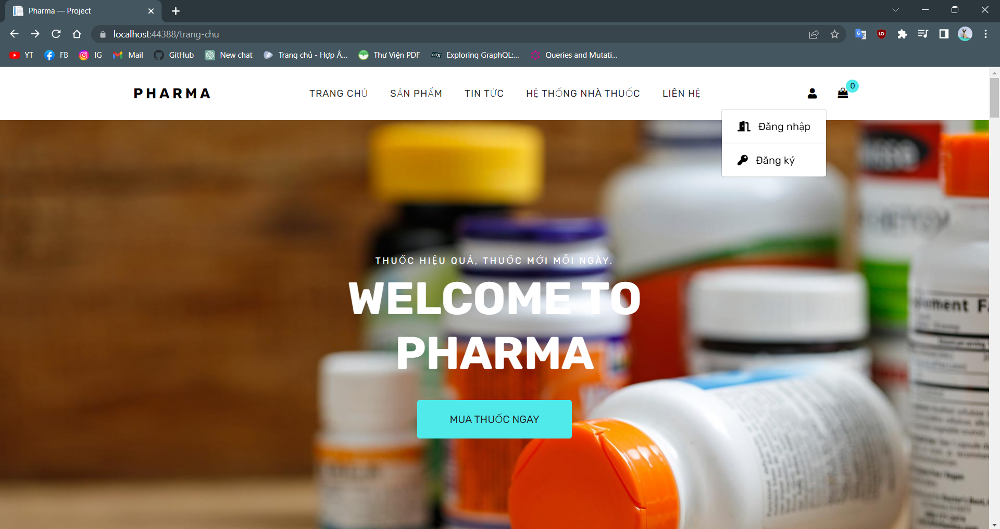 Pharma — Project
localhost:44388/trang-chu
YT FB IG Mail GitHub New chat Trang chủ - Hợp Â... Thư Viện PDF edX Exploring GraphQL:... Queries and Mutati...
PHARMA TRANG CHỦ SẢN PHẨM TIN TỨC HỆ THỐNG NHÀ THUỐC LIÊN HỆ 0
Đăng nhập
Đăng ký
THUỐC HIỆU QUẢ, THUỐC MỚI MỖI NGÀY.
WELCOME TO
PHARMA
MUA THUỐC NGAY